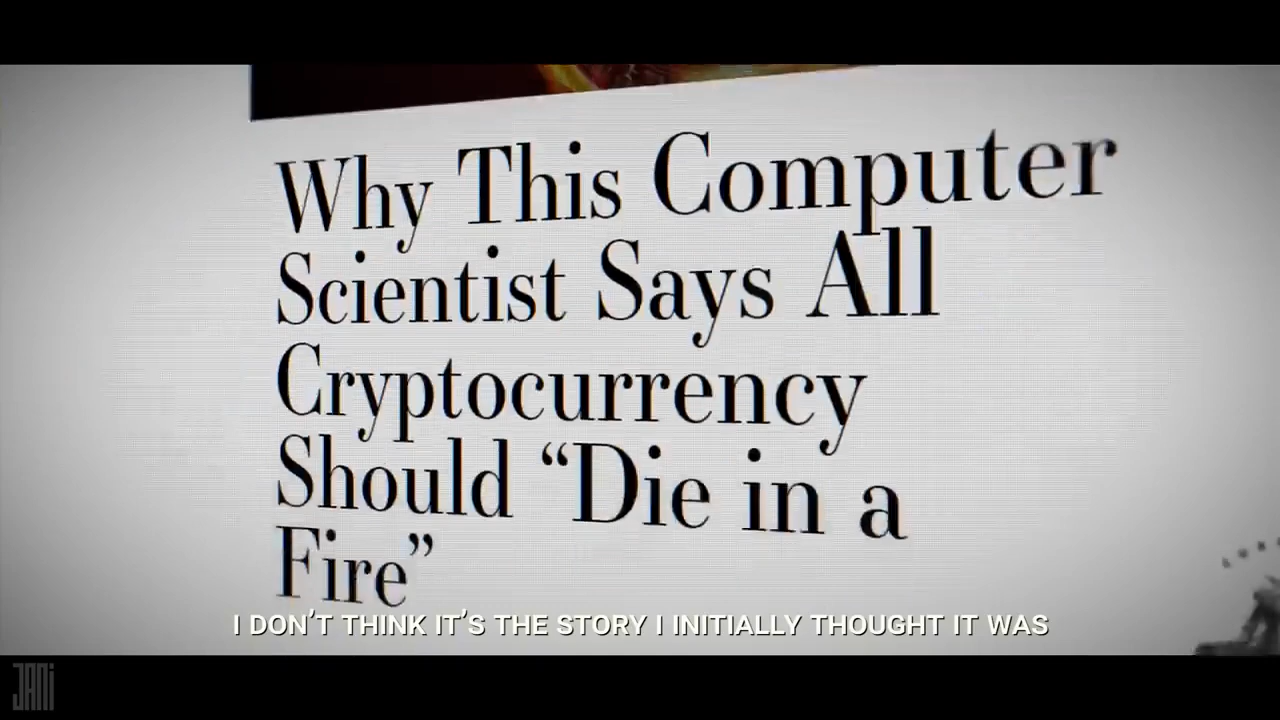 Why This Computer
Scientist Says All
Cryptocurrency
Should “Die in a
Fire”
I DON'T THINK IT'S THE STORY I INITIALLY THOUGHT IT WAS
JANi